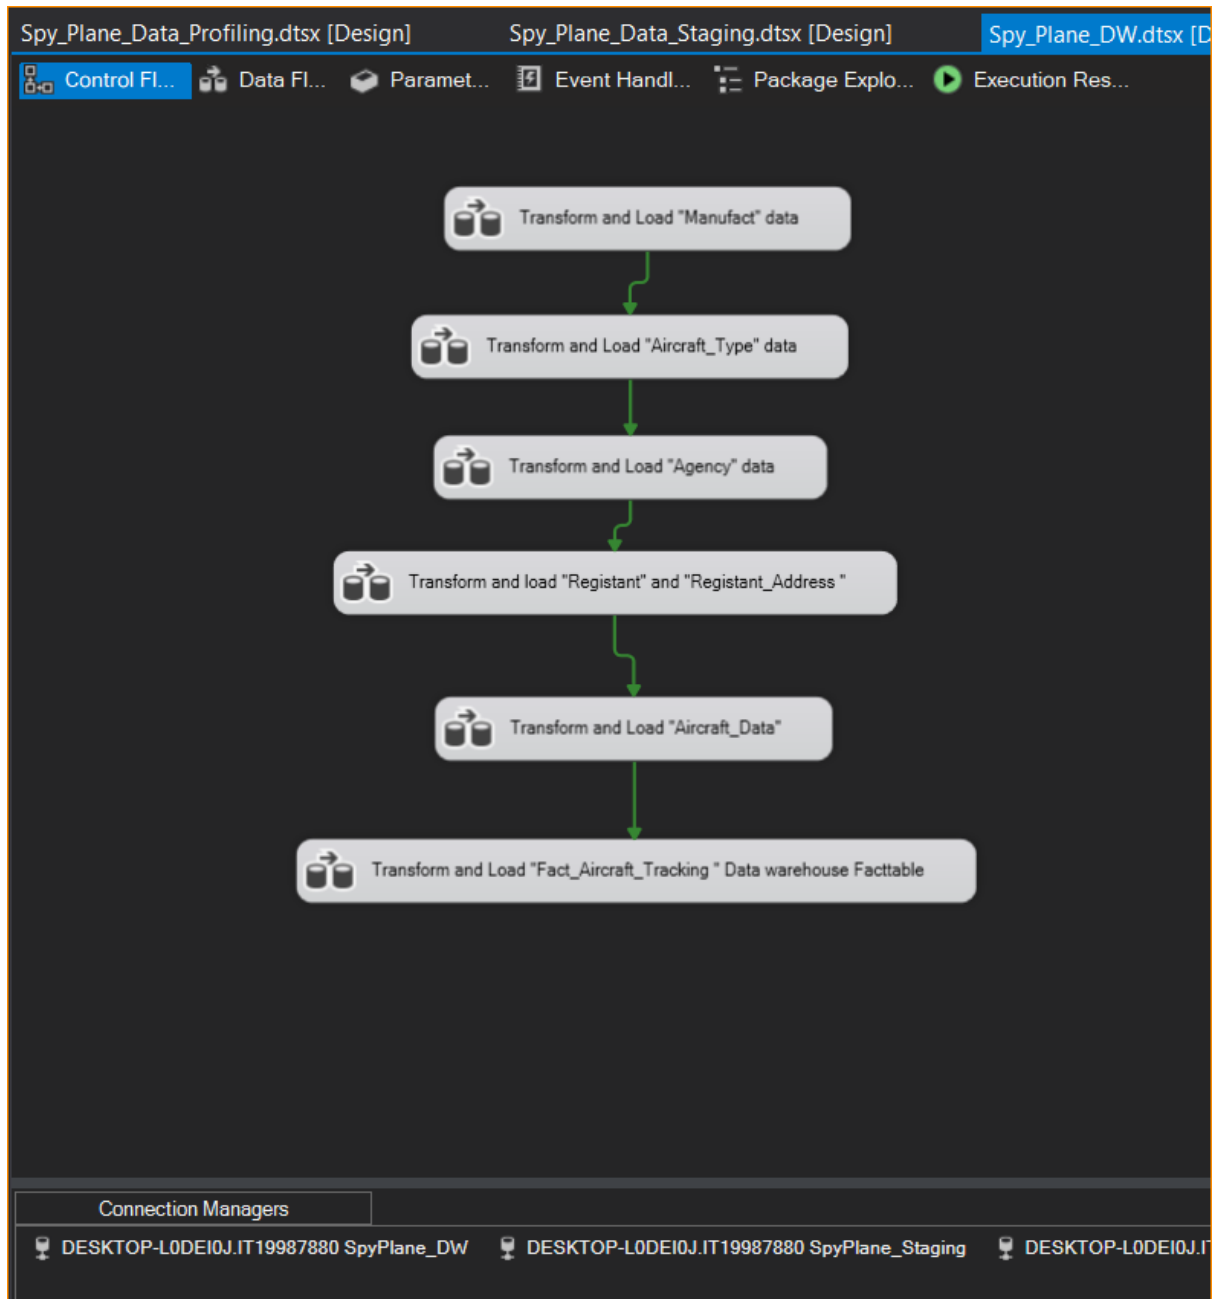 Spy_Plane_Data_Profiling.dtsx [Design] Spy_Plane_Data_Staging.dtsx [Design] Spy_Plane_DW.dtsx [D
Control Fl... Data Fl... Paramet... Event Handl... Package Explo... Execution Res...
Transform and Load "Manufact" data
Transform and Load "Aircraft_Type" data
Transform and Load "Agency" data
Transform and load "Registant" and "Registant_Address "
Transform and Load "Aircraft_Data"
Transform and Load "Fact_Aircraft_Tracking " Data warehouse Facttable
Connection Managers
DESKTOP-L0DEI0J.IT19987880 SpyPlane_DW DESKTOP-L0DEI0J.IT19987880 SpyPlane_Staging DESKTOP-L0DEI0J.I